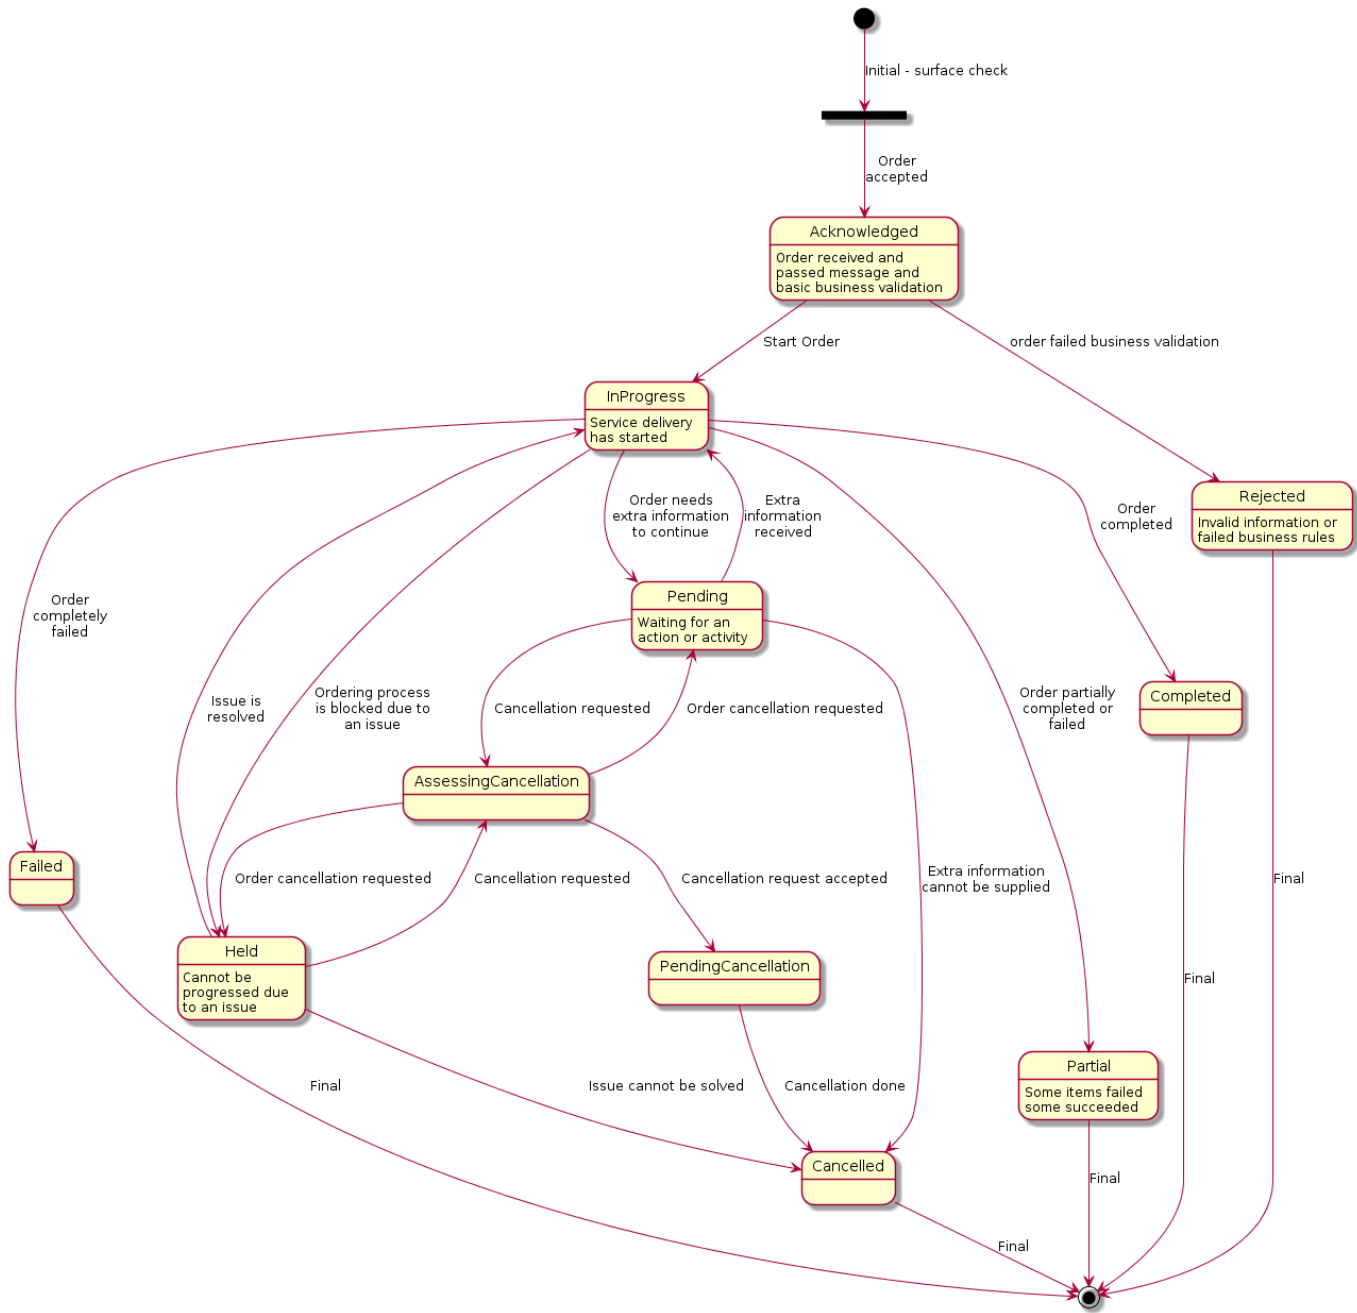 Initial - surface check
Order
accepted
Acknowledged
Order received and
passed message and
basic business validation
Start Order
order failed business validation
InProgress
Service delivery
has started
Order needs
extra information
to continue
Extra
information
received
Order
completed
Rejected
Invalid information or
failed business rules
Order
completely
failed
Pending
Waiting for an
action or activity
Issue is
resolved
Ordering process
is blocked due to
an issue
Cancellation requested
Order cancellation requested
Order partially
completed or
failed
Completed
AssessingCancellation
Failed
Order cancellation requested
Cancellation requested
Cancellation request accepted
Extra information
cannot be supplied
Final
Held
Cannot be
progressed due
to an issue
PendingCancellation
Final
Partial
Some items failed
some succeeded
Final
Issue cannot be solved
Cancellation done
Cancelled
Final
Final